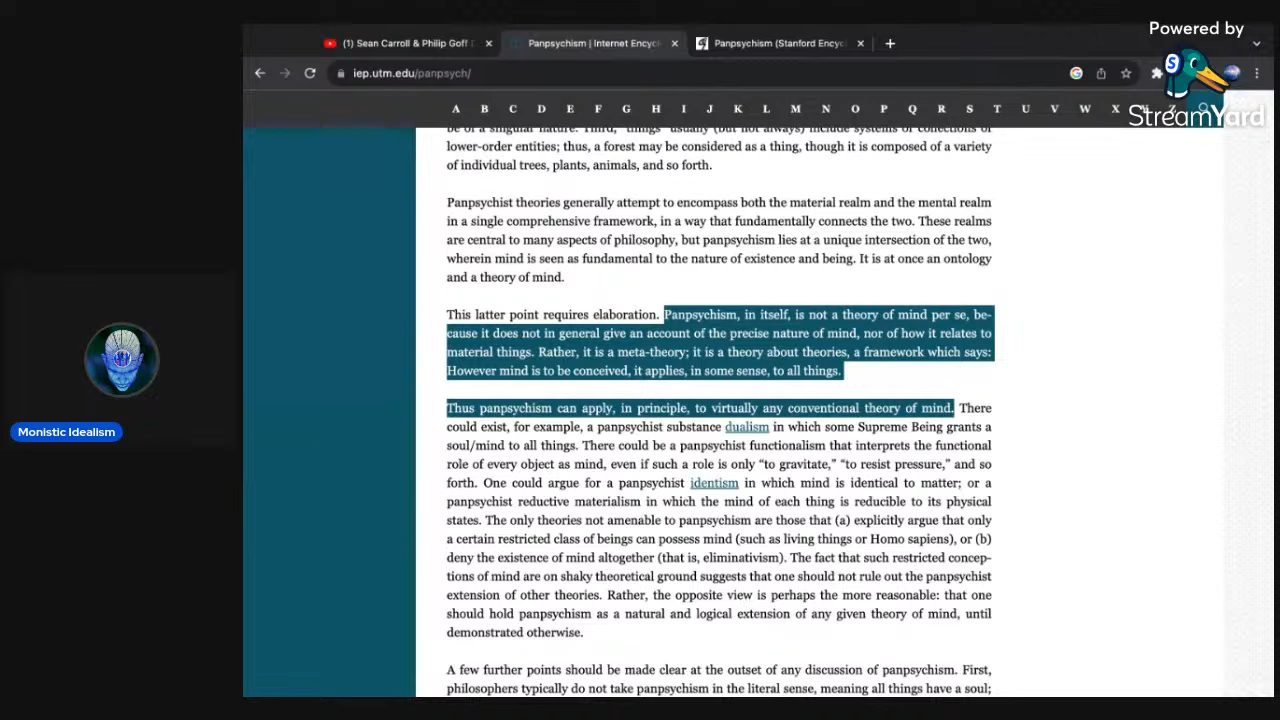 Powered by
StreamYard
(1) Sean Carroll & Philip Goff
Panpsychism | Internet Encyc
Panpsychism (Stanford Ency
iep.utm.edu/panpsych/
A B C D E F G H I J K L M N O P Q R S T U V W X Z
be of a singular nature. Third, "things" usually (but not always) include systems or collections of
lower-order entities; thus, a forest may be considered as a thing, though it is composed of a variety
of individual trees, plants, animals, and so forth.
Panpsychist theories generally attempt to encompass both the material realm and the mental realm
in a single comprehensive framework, in a way that fundamentally connects the two. These realms
are central to many aspects of philosophy, but panpsychism lies at a unique intersection of the two,
wherein mind is seen as fundamental to the nature of existence and being. It is at once an ontology
and a theory of mind.
This latter point requires elaboration. Panpsychism, in itself, is not a theory of mind per se, be-
cause it does not in general give an account of the precise nature of mind, nor of how it relates to
material things. Rather, it is a meta-theory; it is a theory about theories, a framework which says:
However mind is to be conceived, it applies, in some sense, to all things.
Thus panpsychism can apply, in principle, to virtually any conventional theory of mind. There
could exist, for example, a panpsychist substance dualism in which some Supreme Being grants a
soul/mind to all things. There could be a panpsychist functionalism that interprets the functional
role of every object as mind, even if such a role is only “to gravitate,” “to resist pressure,” and so
forth. One could argue for a panpsychist identism in which mind is identical to matter; or a
panpsychist reductive materialism in which the mind of each thing is reducible to its physical
states. The only theories not amenable to panpsychism are those that (a) explicitly argue that only
a certain restricted class of beings can possess mind (such as living things or Homo sapiens), or (b)
deny the existence of mind altogether (that is, eliminativism). The fact that such restricted concep-
tions of mind are on shaky theoretical ground suggests that one should not rule out the panpsychist
extension of other theories. Rather, the opposite view is perhaps the more reasonable: that one
should hold panpsychism as a natural and logical extension of any given theory of mind, until
demonstrated otherwise.
A few further points should be made clear at the outset of any discussion of panpsychism. First,
philosophers typically do not take panpsychism in the literal sense, meaning all things have a soul;
Monistic Idealism